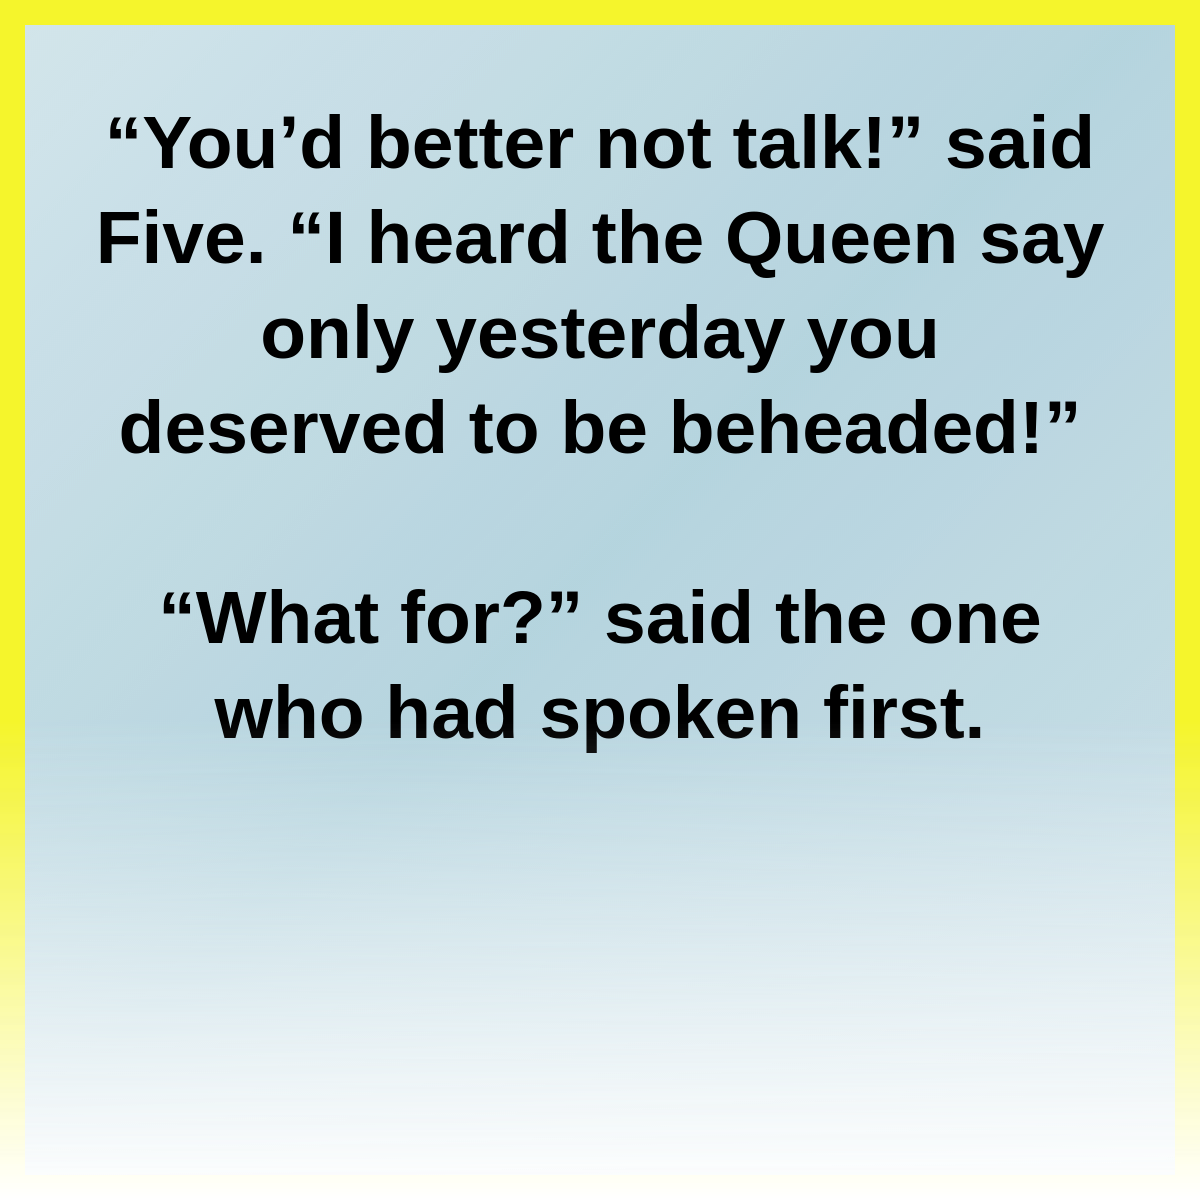 “You’d better not talk!” said
Five. “I heard the Queen say
only yesterday you
deserved to be beheaded!”
“What for?” said the one
who had spoken first.